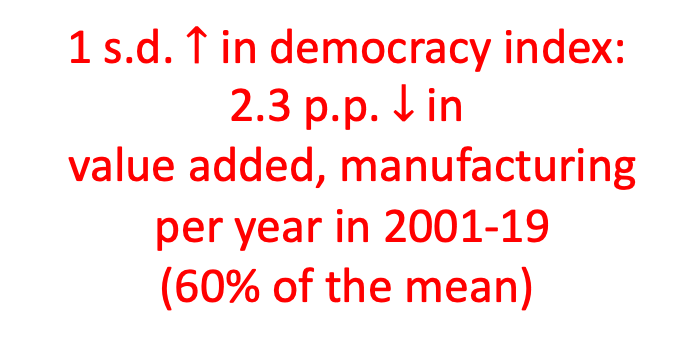 1 s.d. ↑ in democracy index:
2.3 p.p. ↓ in
value added, manufacturing
per year in 2001-19
(60% of the mean)